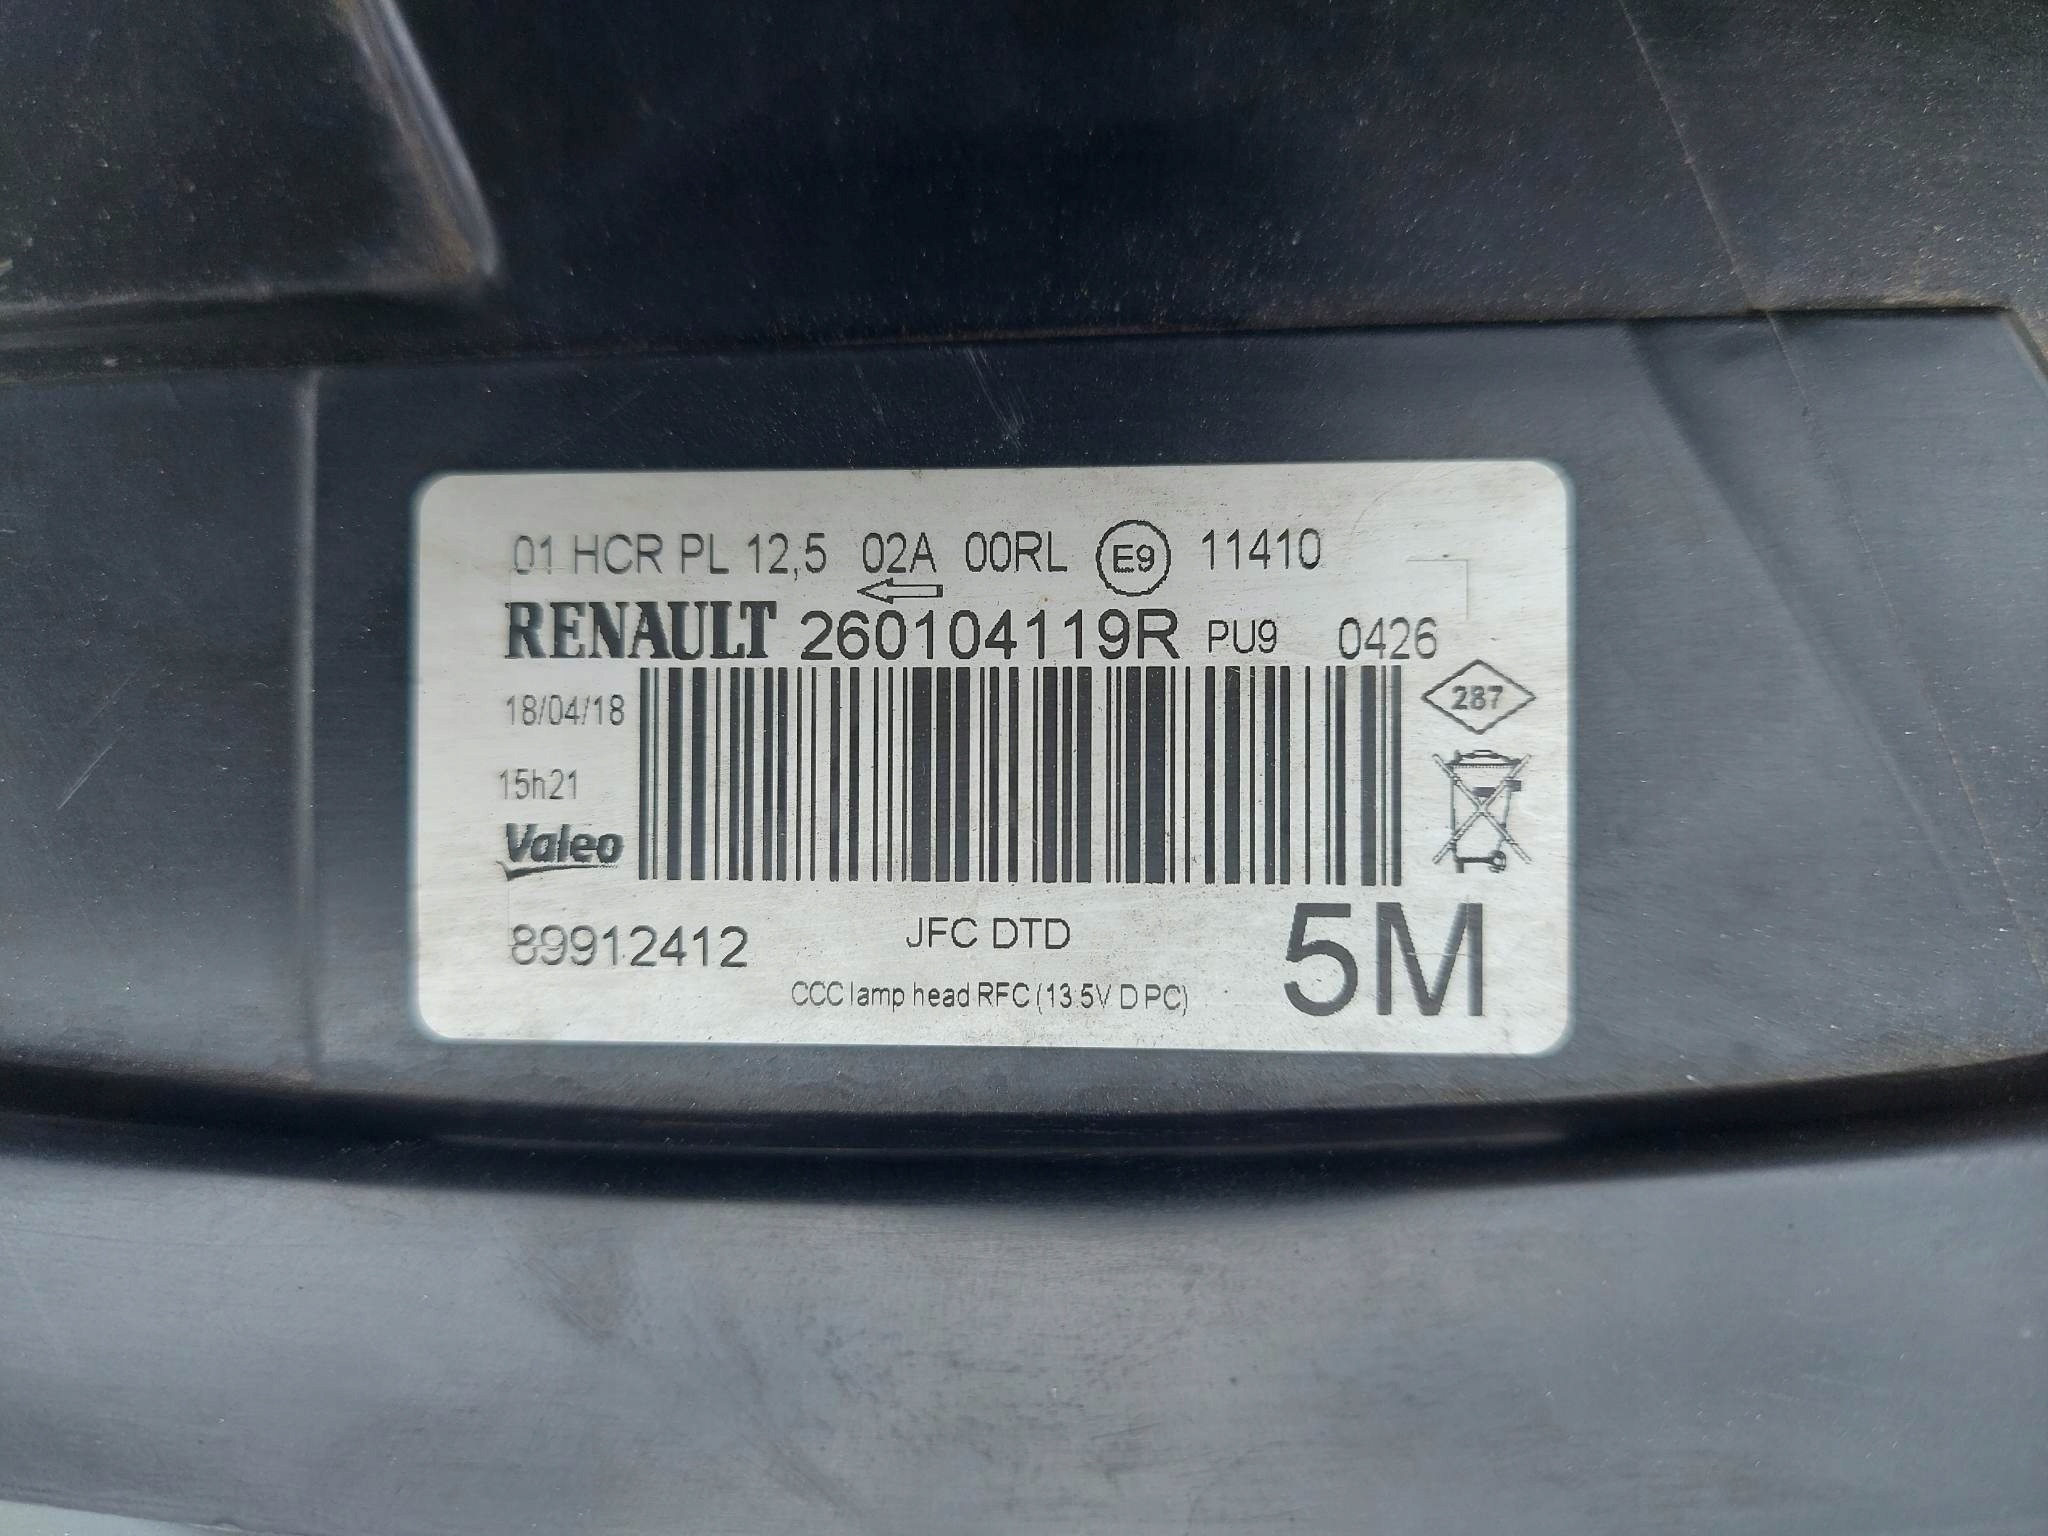 01 HCR PL 12,5 02A 00RL E9 11410
RENAULT 260104119R PU9 0426
18/04/18
287
15h21
Valeo
89912412 JFC DTD 5M
CCC lamp head RFC (13.5V D PC)